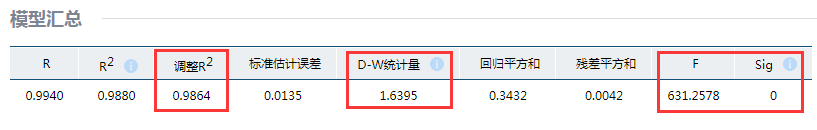 模型汇总
R R² 调整R² 标准估计误差 D-W统计量 回归平方和 残差平方和 F Sig
0.9940 0.9880 0.9864 0.0135 1.6395 0.3432 0.0042 631.2578 0